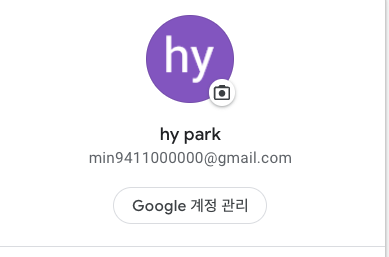 hy
hy park
min9411000000@gmail.com
Google 계정 관리